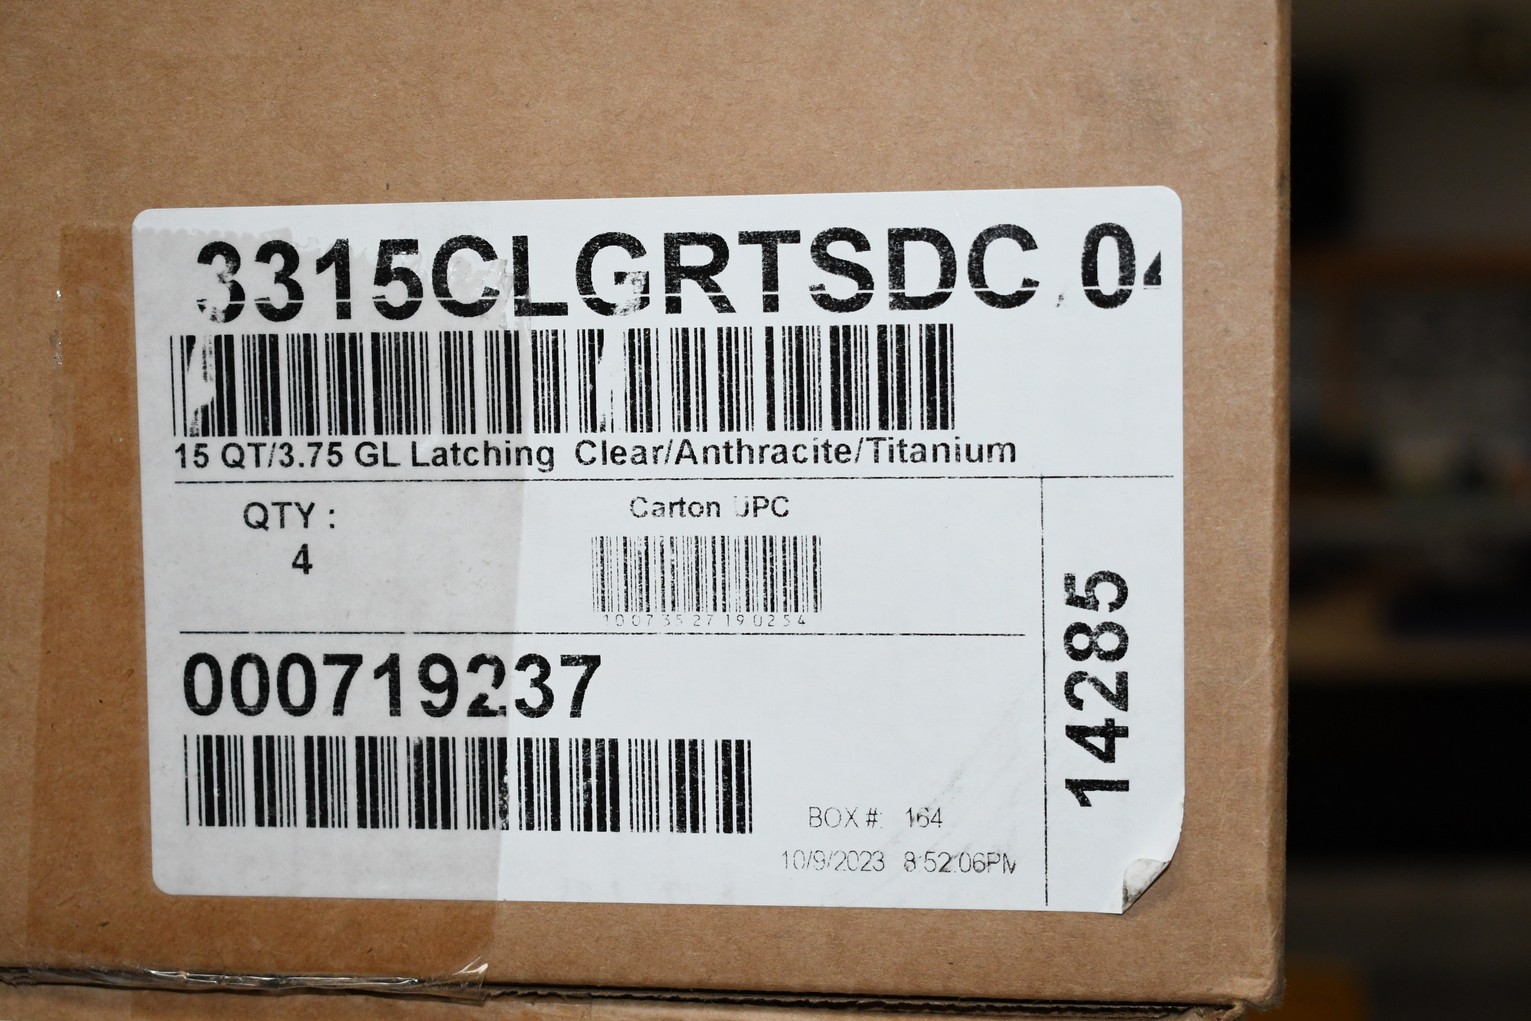 3315CLGRTSDC.04
15 QT/3.75 GL Latching Clear/Anthracite/Titanium
QTY :
4
Carton UPC
10073527190254
000719237
BOX #: 164
10/9/2023 8:52:06PM
14285